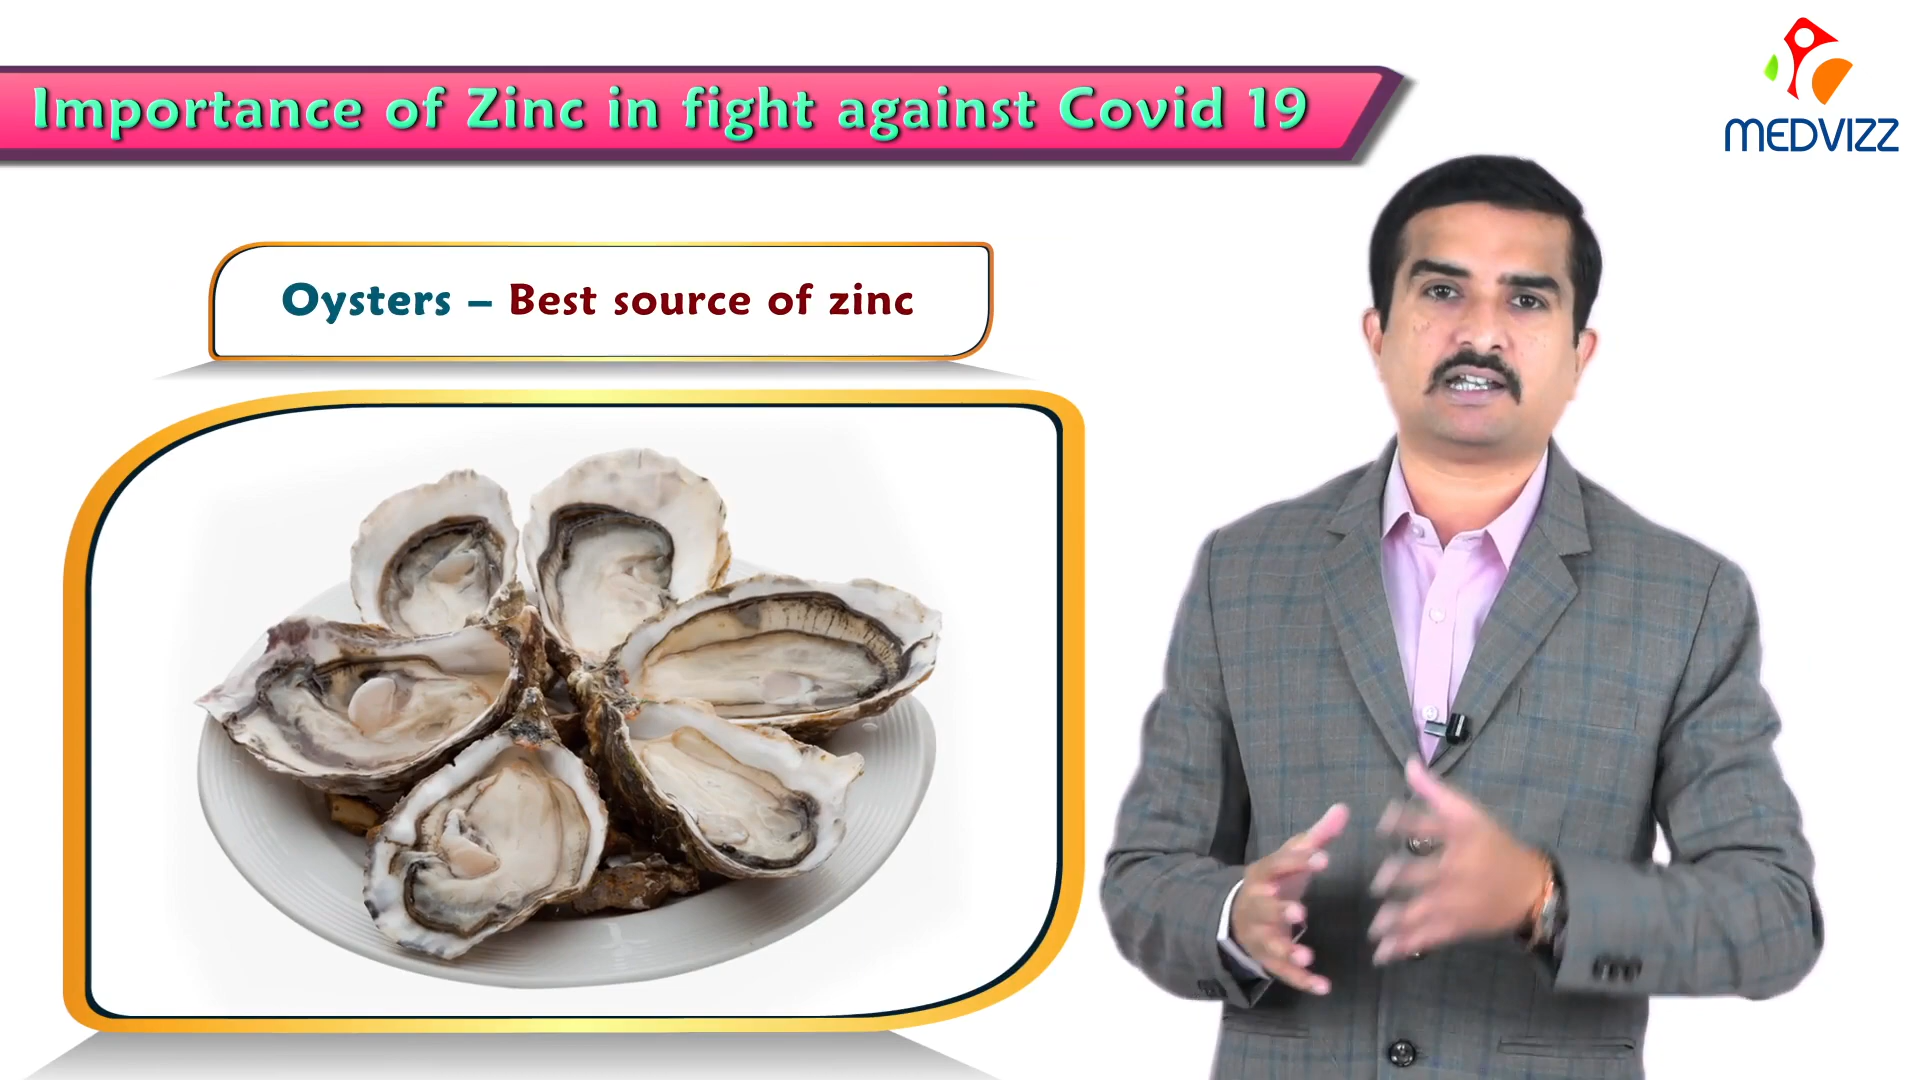 Importance of Zinc in fight against Covid 19
MEDVIZZ
Oysters – Best source of zinc